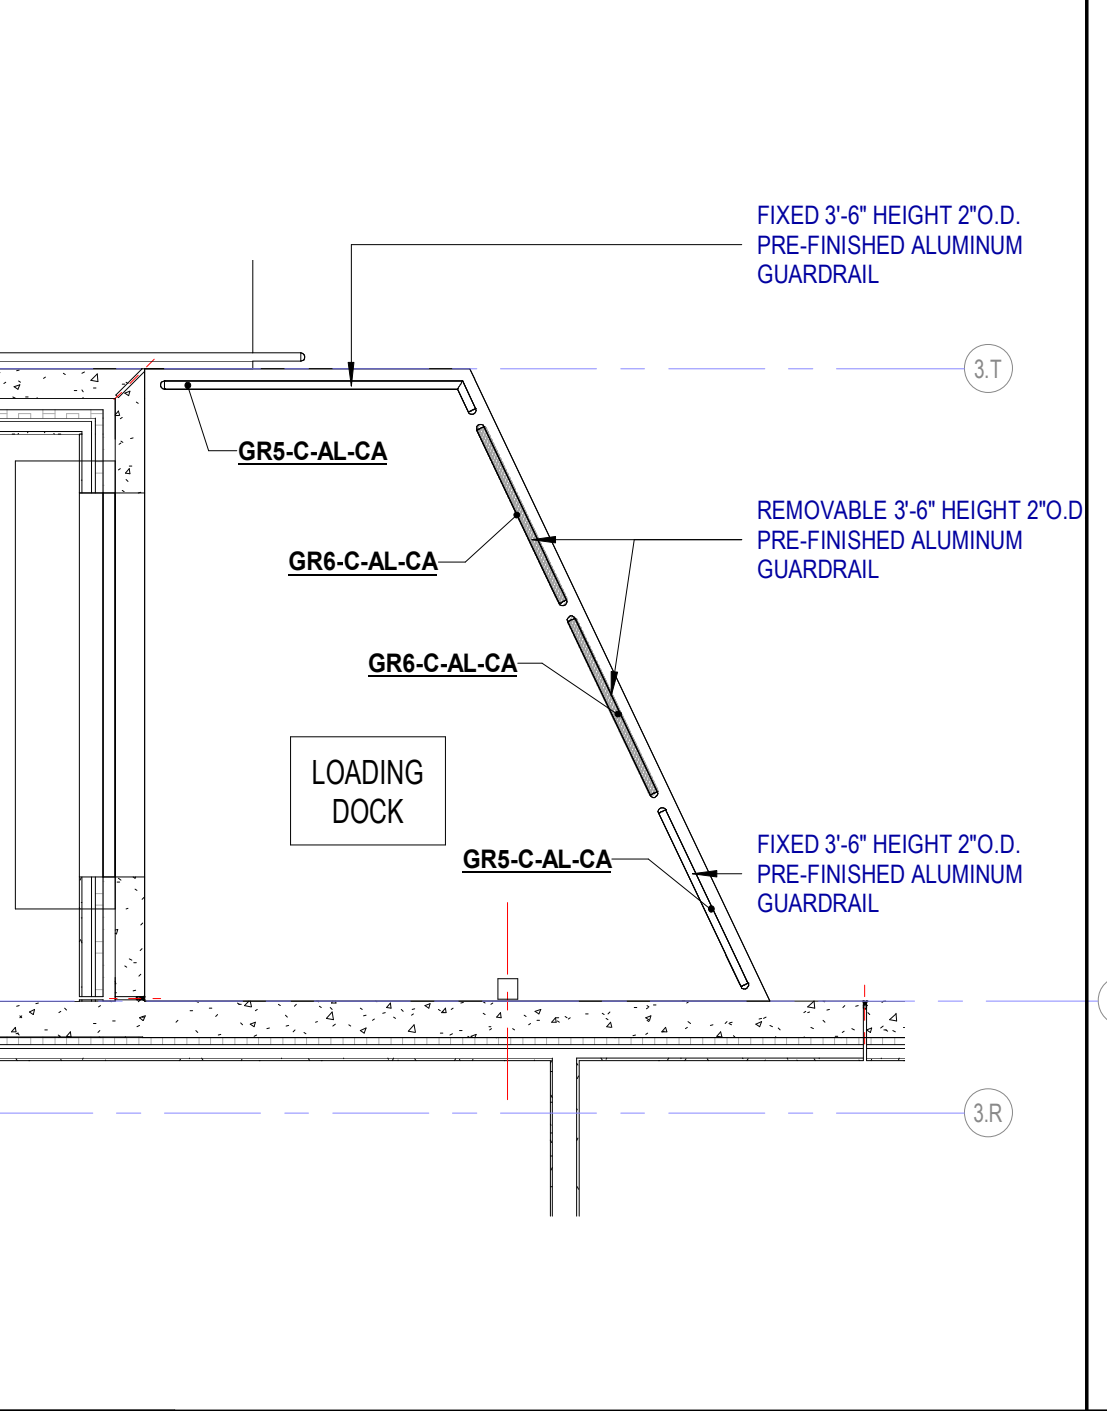 FIXED 3'-6" HEIGHT 2"O.D.
PRE-FINISHED ALUMINUM
GUARDRAIL
3.T
GR5-C-AL-CA
REMOVABLE 3'-6" HEIGHT 2"O.D
PRE-FINISHED ALUMINUM
GUARDRAIL
GR6-C-AL-CA
GR6-C-AL-CA
LOADING
DOCK
FIXED 3'-6" HEIGHT 2"O.D.
PRE-FINISHED ALUMINUM
GUARDRAIL
GR5-C-AL-CA
3.R